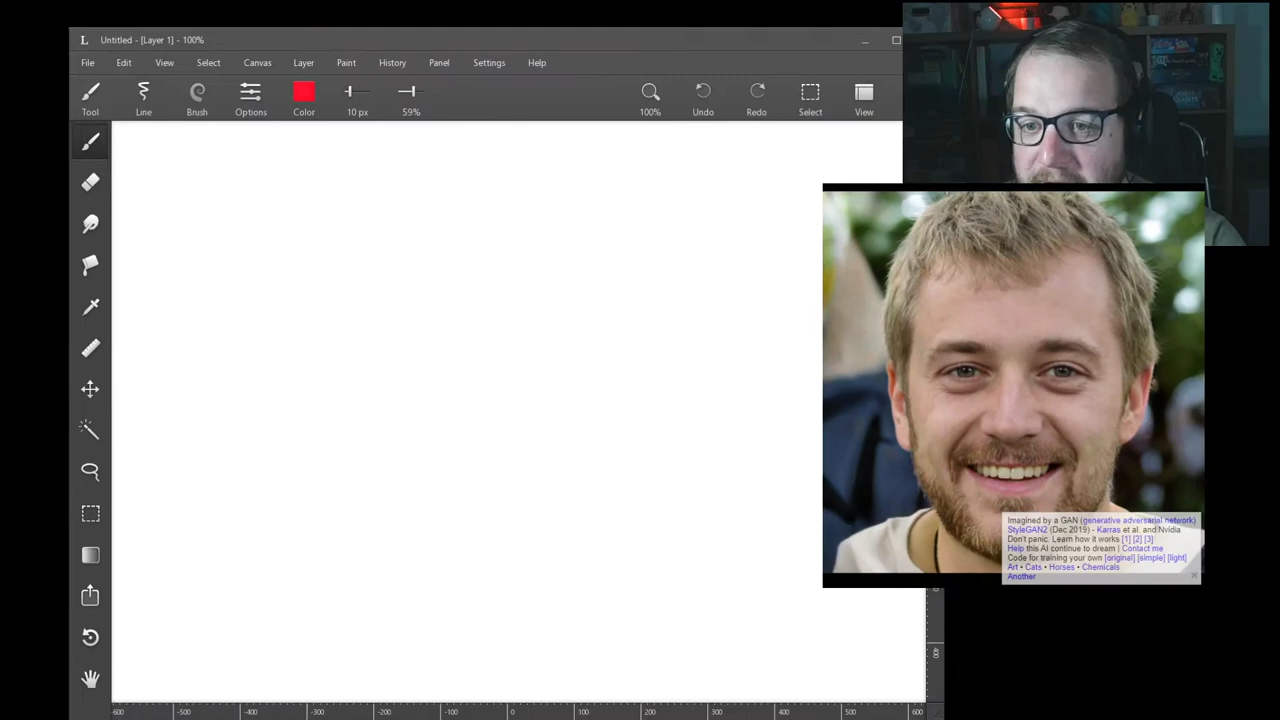 L Untitled - [Layer 1] - 100%
File Edit View Select Canvas Layer Paint History Panel Settings Help
Tool Line Brush Options Color 10 px 59% 100% Undo Redo Select View
Imagined by a GAN (generative adversarial network)
StyleGAN2 (Dec 2019) - Karras et al. and Nvidia
Don't panic. Learn how it works [1] [2] [3]
Help this AI continue to dream | Contact me
Code for training your own [original] [simple] [light]
Art • Cats • Horses • Chemicals
Another
400
-600 -500 -400 -300 -200 -100 0 100 200 300 400 500 600